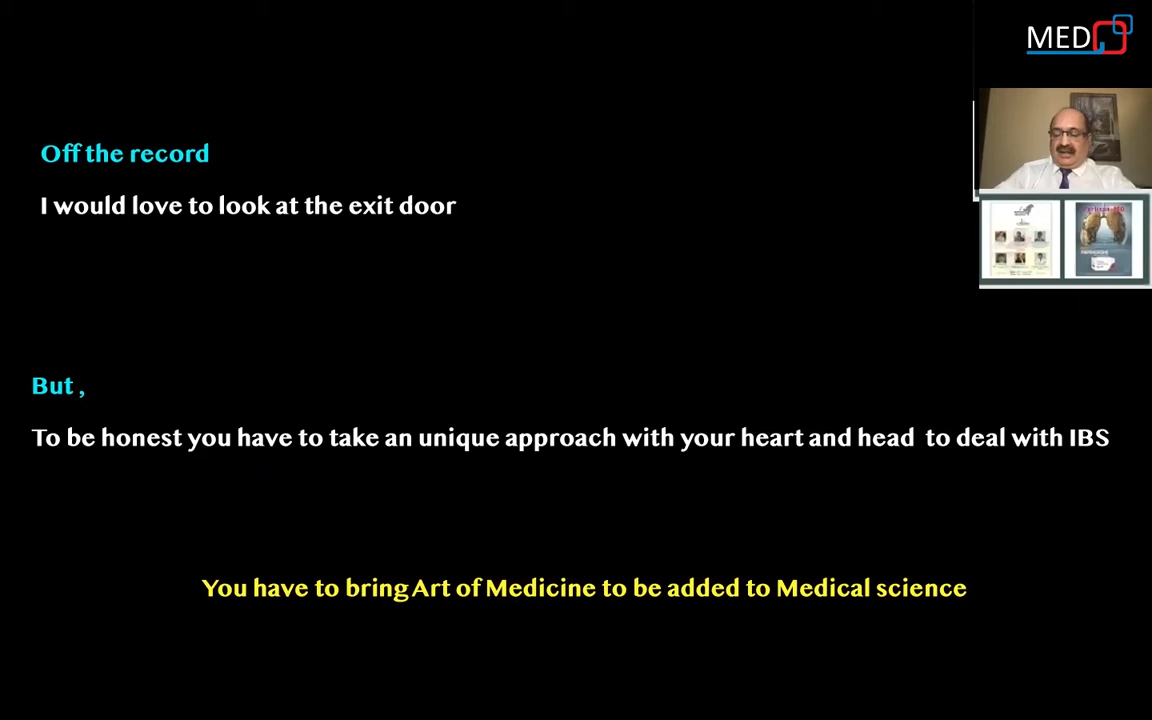 MED
Off the record
I would love to look at the exit door
But ,
To be honest you have to take an unique approach with your heart and head to deal with IBS
You have to bring Art of Medicine to be added to Medical science